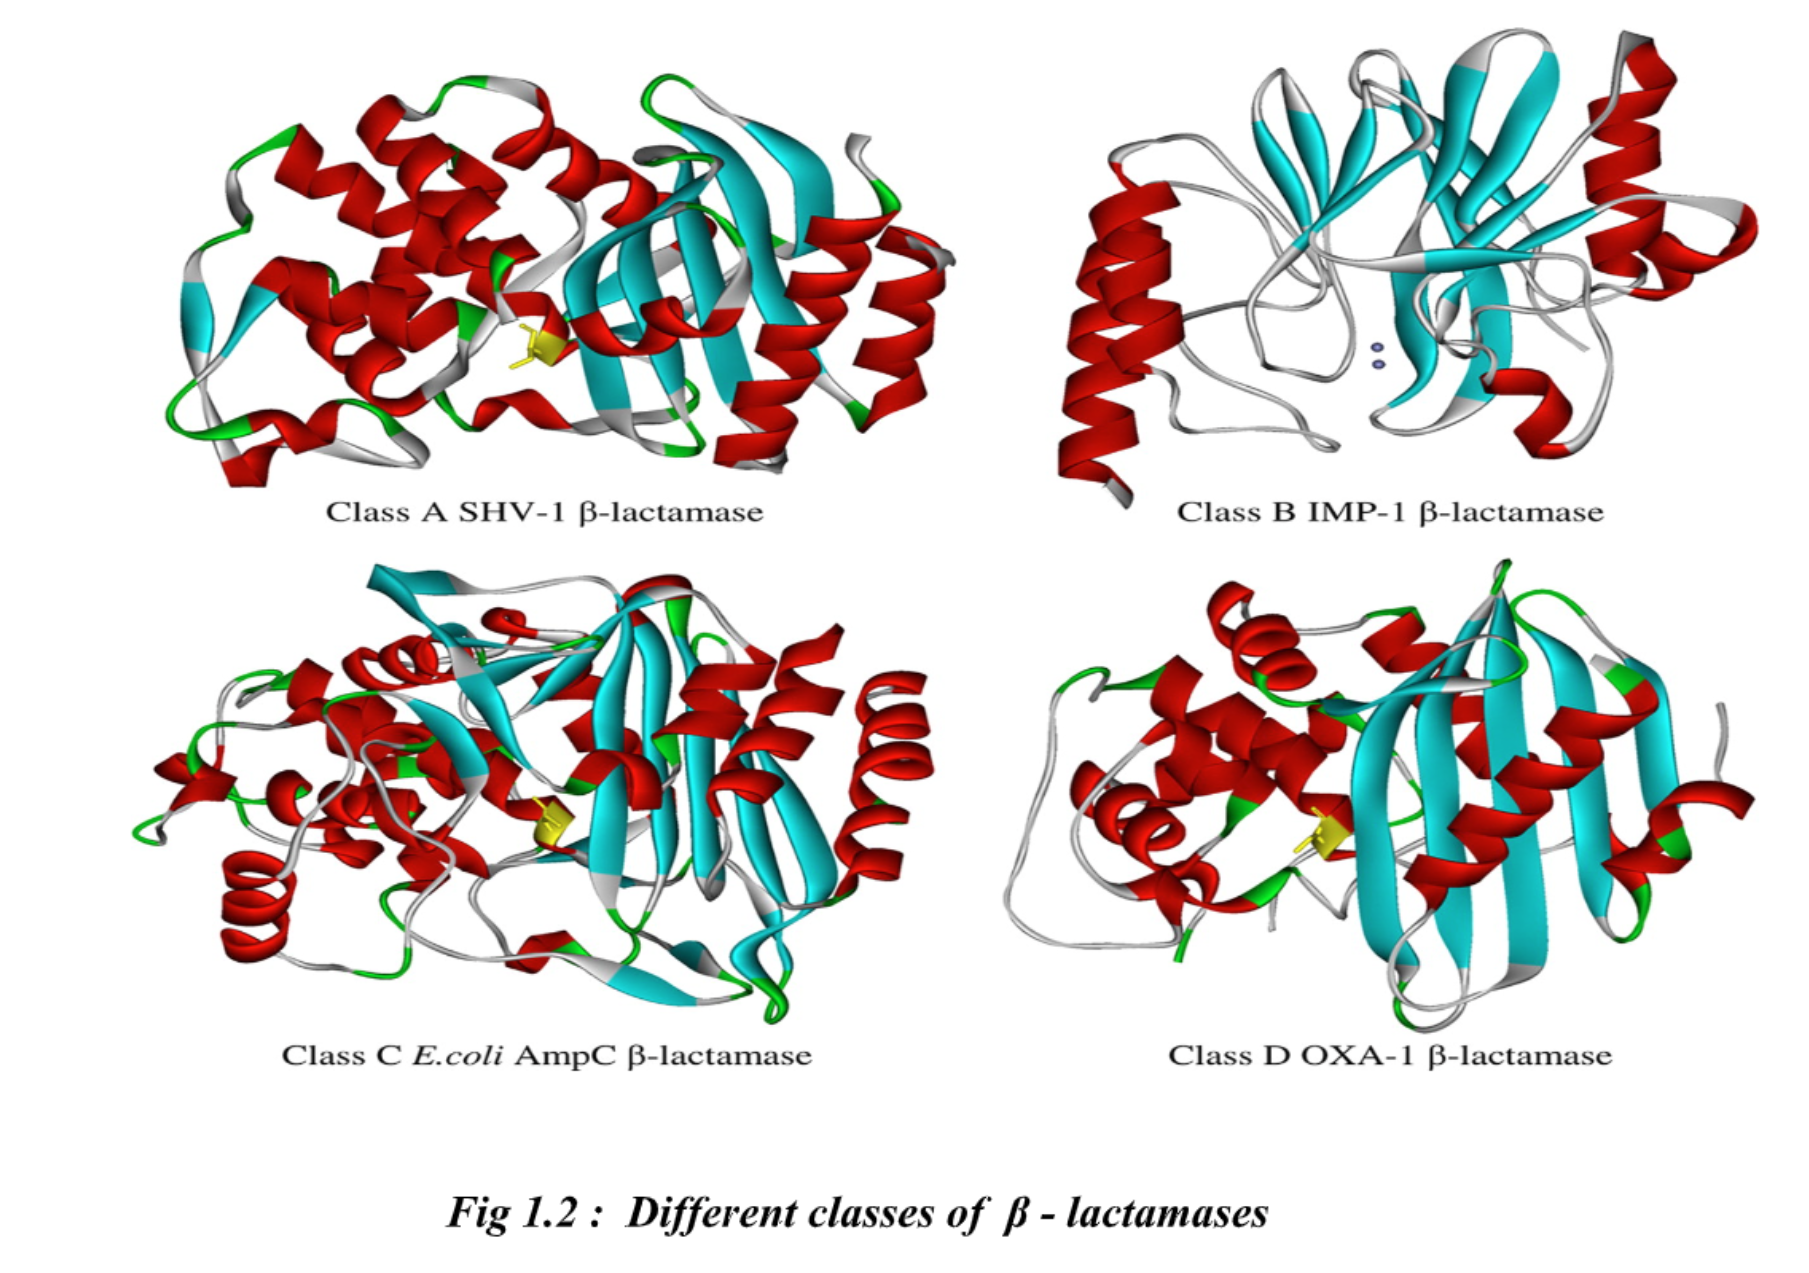 Class A SHV-1 β-lactamase
Class B IMP-1 β-lactamase
Class C E.coli AmpC β-lactamase
Class D OXA-1 β-lactamase
Fig 1.2 : Different classes of β - lactamases